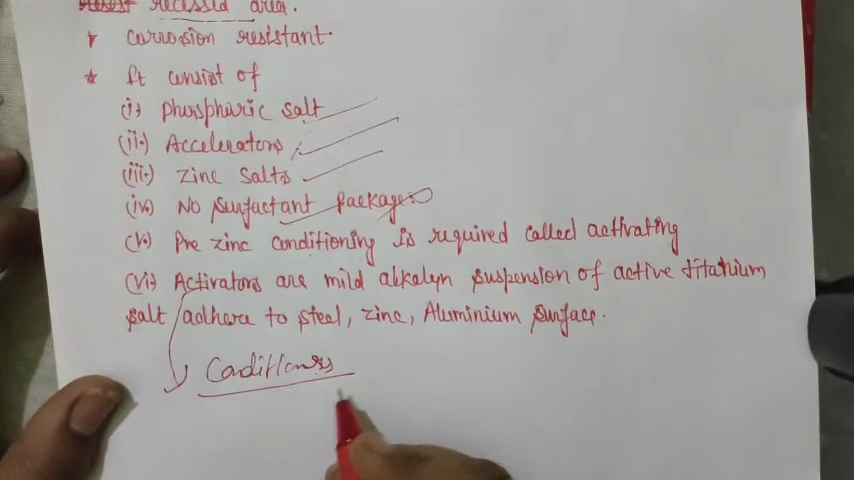 recessed area.
Corrosion resistant.
* It consist of
(i) Phosphoric salt
(ii.) Accelerators
(iii.) Zinc Salts
(iv.) No surfactant Package.
(v.) Pre zinc conditioning is required called activating
(vi.) Activators are mild alkalyn suspension of active titanium
salt adhere to steel, zinc, Aluminium surface.
Conditioners